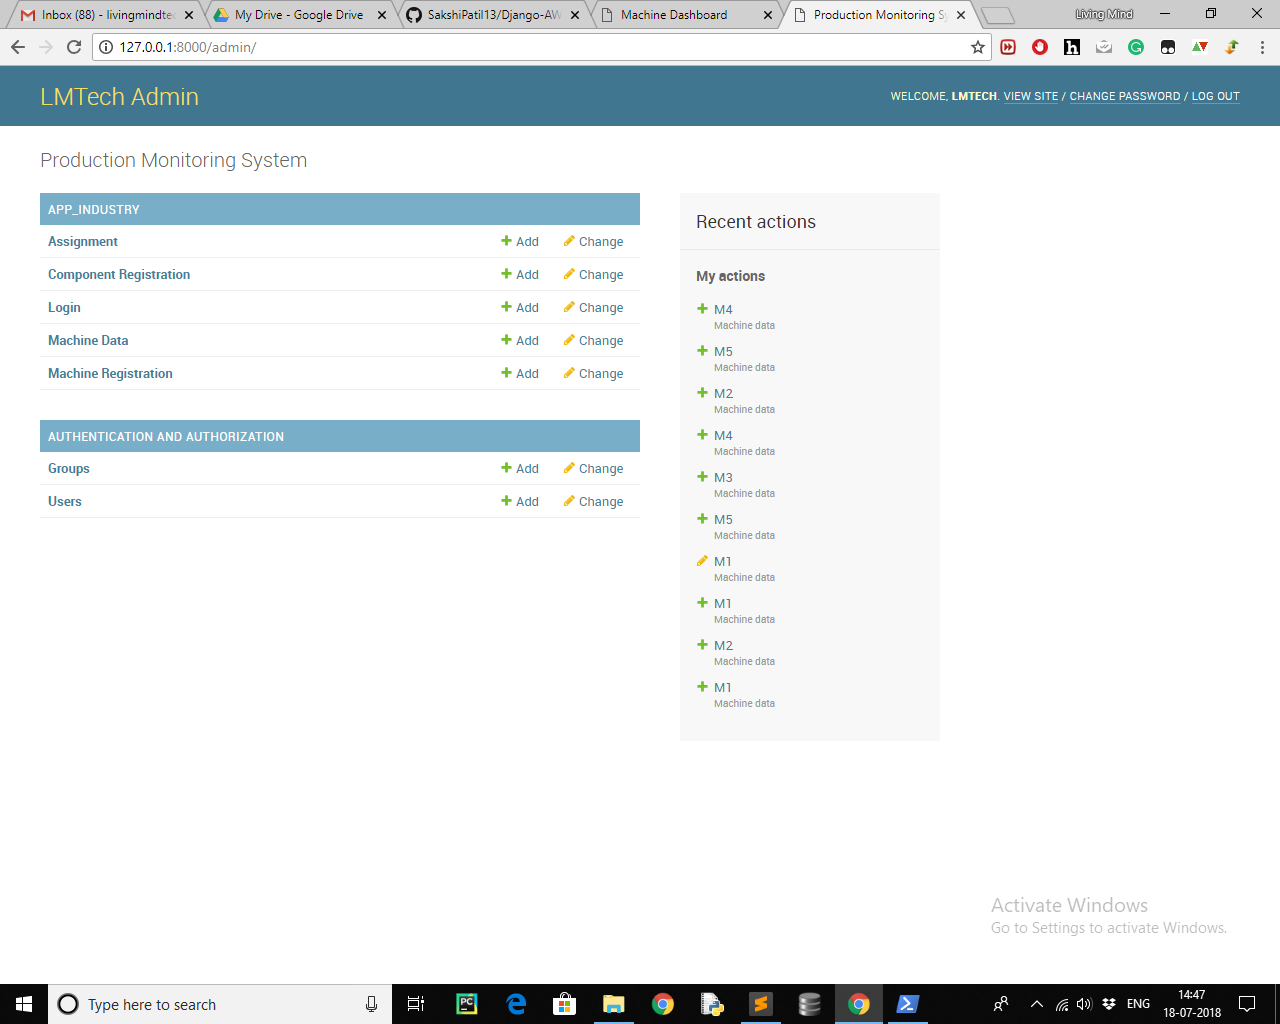 Inbox (88) - livingmindte
My Drive - Google Drive
SakshiPatil13/Django-AW
Machine Dashboard
Production Monitoring Sy
Living Mind
127.0.0.1:8000/admin/
LMTech Admin
WELCOME, LMTECH. VIEW SITE / CHANGE PASSWORD / LOG OUT
Production Monitoring System
APP_INDUSTRY
Assignment Add Change
Component Registration Add Change
Login Add Change
Machine Data Add Change
Machine Registration Add Change
AUTHENTICATION AND AUTHORIZATION
Groups Add Change
Users Add Change
Recent actions
My actions
M4
Machine data
M5
Machine data
M2
Machine data
M4
Machine data
M3
Machine data
M5
Machine data
M1
Machine data
M1
Machine data
M2
Machine data
M1
Machine data
Activate Windows
Go to Settings to activate Windows.
Type here to search
PC
ENG
14:47
18-07-2018